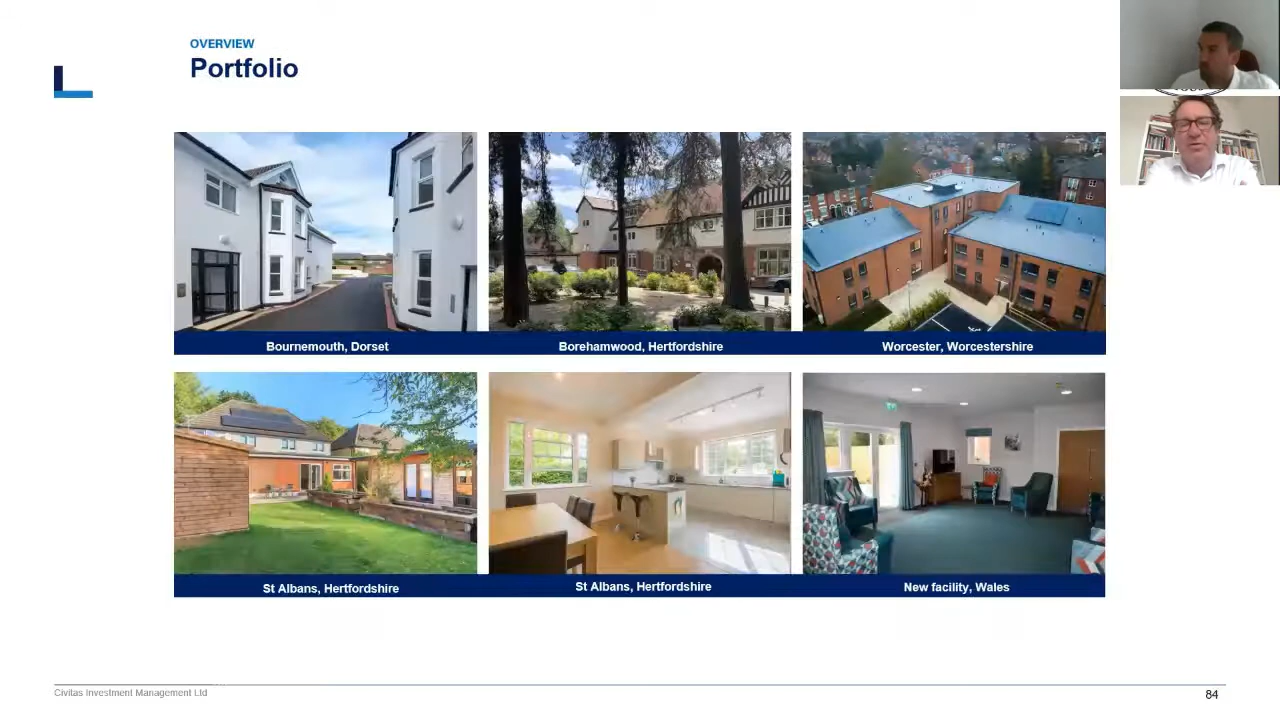 OVERVIEW
Portfolio
Bournemouth, Dorset
Borehamwood, Hertfordshire
Worcester, Worcestershire
St Albans, Hertfordshire
St Albans, Hertfordshire
New facility, Wales
Civitas Investment Management Ltd
84